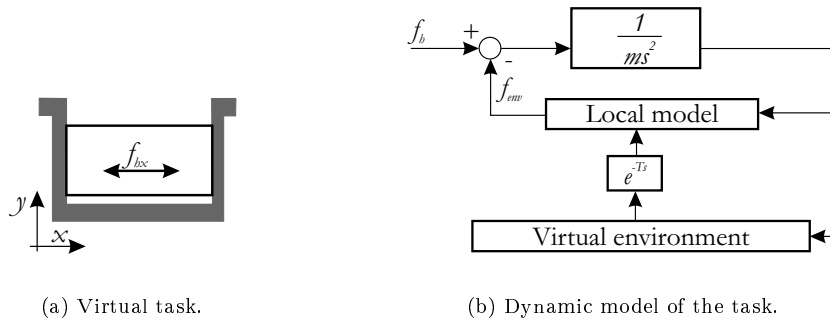 f_hx
y
x
(a) Virtual task.
f_h
+
-
1
ms²
f_env
Local model
e^-Ts
Virtual environment
(b) Dynamic model of the task.